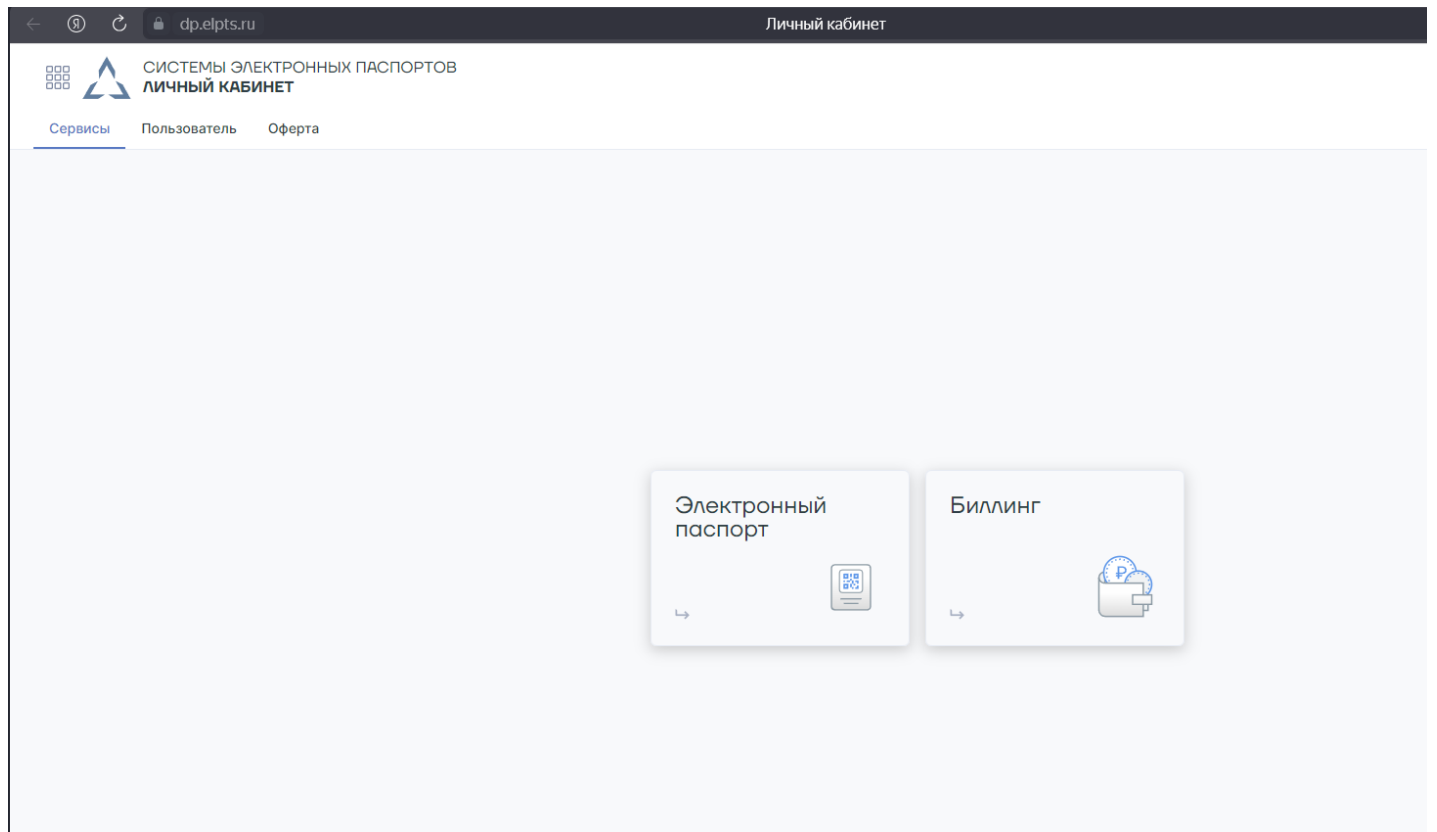 dp.elpts.ru
Личный кабинет
СИСТЕМЫ ЭЛЕКТРОННЫХ ПАСПОРТОВ
ЛИЧНЫЙ КАБИНЕТ
Сервисы Пользователь Оферта
Электронный
паспорт
Биллинг